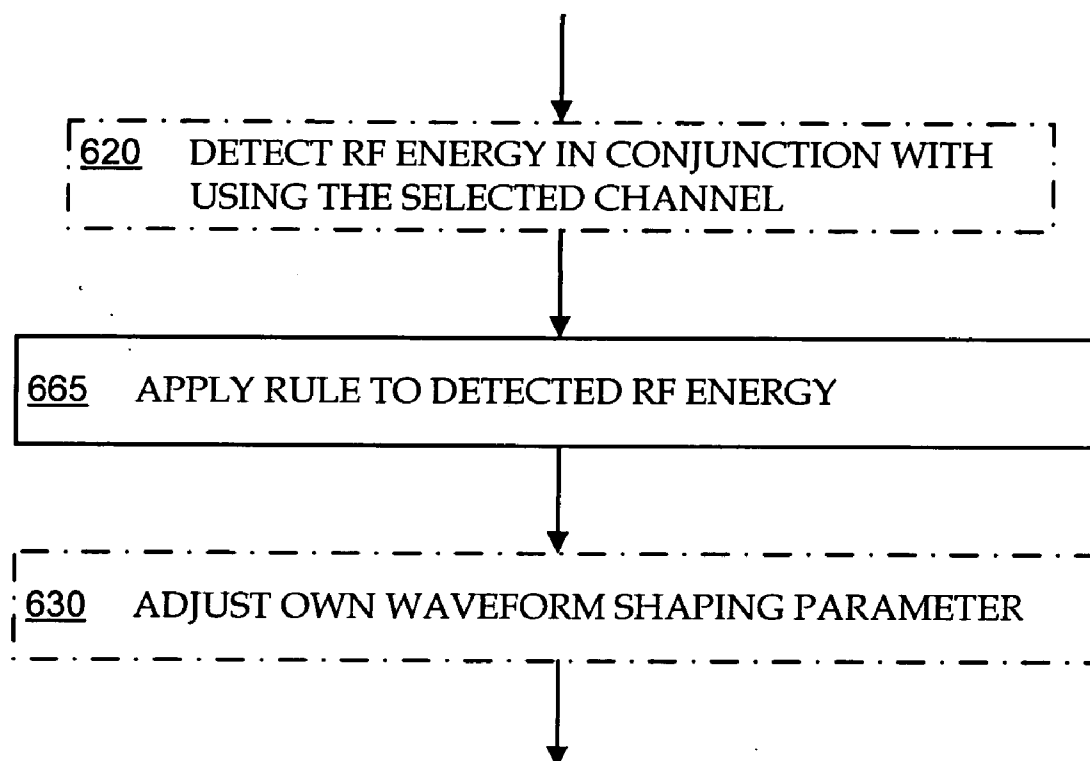 620 DETECT RF ENERGY IN CONJUNCTION WITH
USING THE SELECTED CHANNEL
665 APPLY RULE TO DETECTED RF ENERGY
630 ADJUST OWN WAVEFORM SHAPING PARAMETER